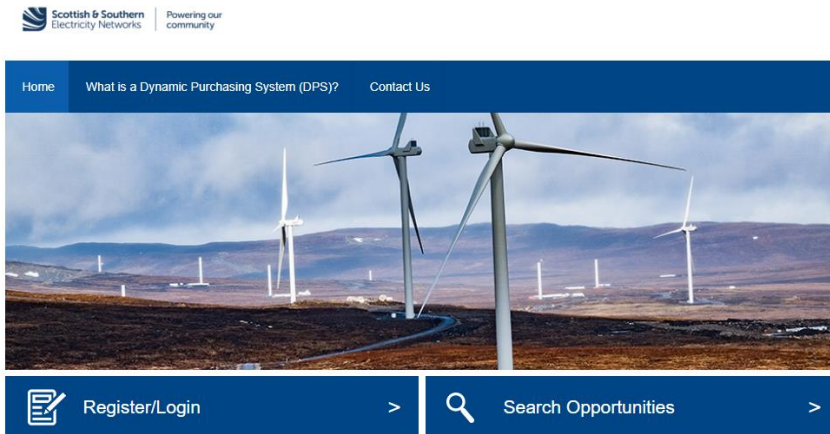 Scottish & Southern
Electricity Networks
Powering our
community
Home
What is a Dynamic Purchasing System (DPS)?
Contact Us
Register/Login >
Search Opportunities >